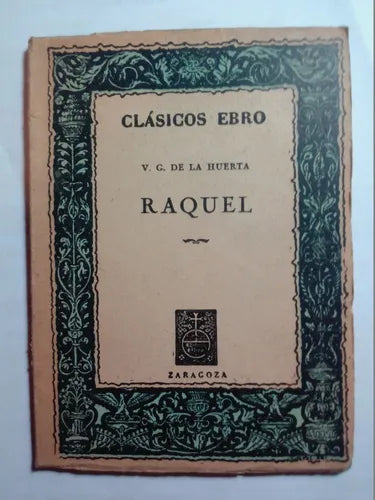 CLÁSICOS EBRO
V. G. DE LA HUERTA
RAQUEL
ZARAGOZA